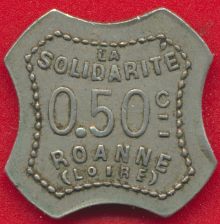 LA
SOLIDARITÉ
0.50 C
ROANNE
(LOIRE)